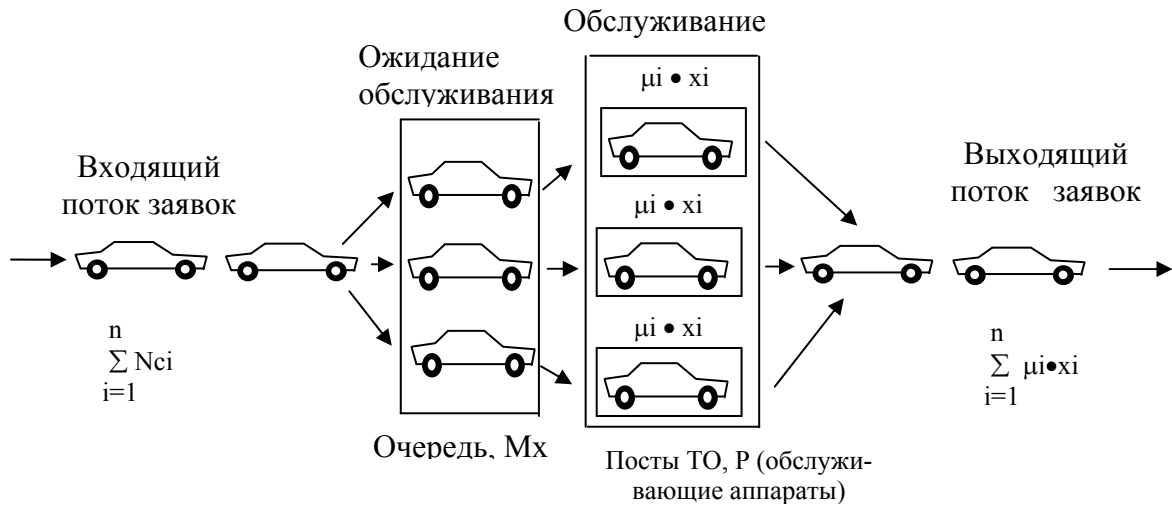 Обслуживание
Ожидание
обслуживания
μi • xi
Входящий
поток заявок
Выходящий
поток заявок
μi • xi
μi • xi
n
∑ Nci
i=1
n
∑ μi•xi
i=1
Очередь, Mx
Посты ТО, Р (обслужи-
вающие аппараты)